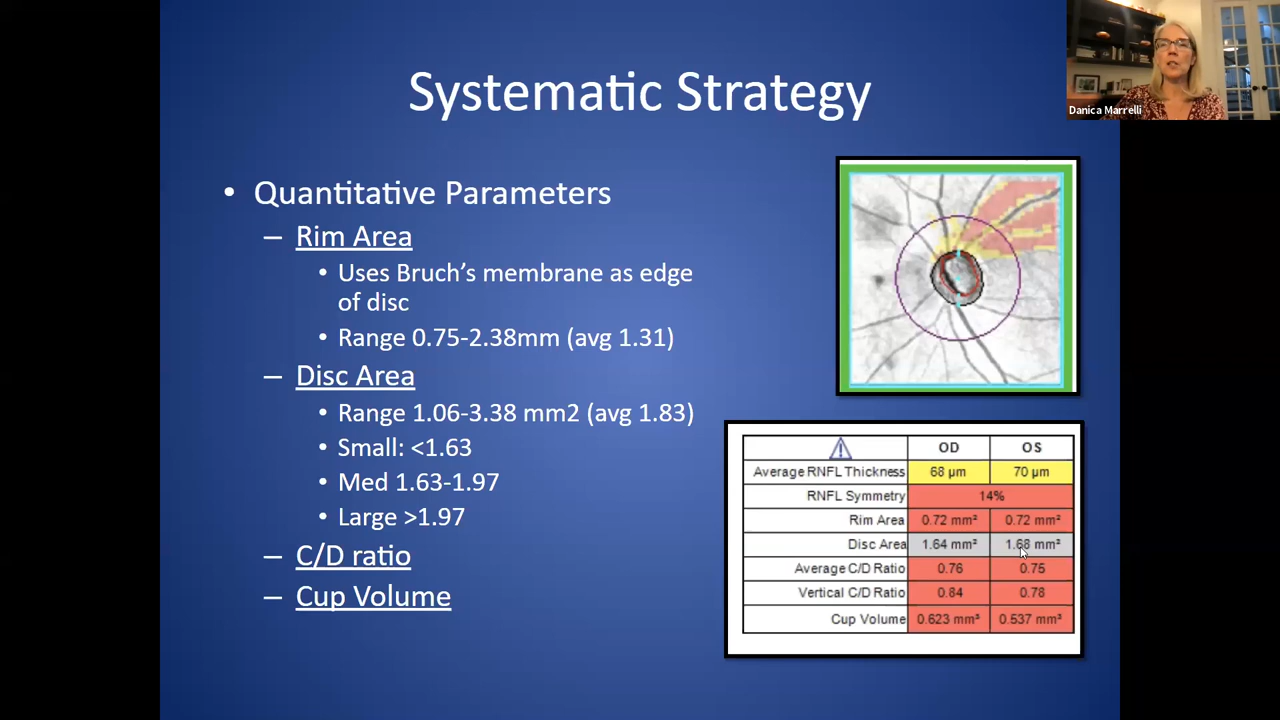 Systematic Strategy
Danica Marrelli
• Quantitative Parameters
– Rim Area
• Uses Bruch's membrane as edge
of disc
• Range 0.75-2.38mm (avg 1.31)
– Disc Area
• Range 1.06-3.38 mm2 (avg 1.83)
• Small: <1.63
• Med 1.63-1.97
• Large >1.97
– C/D ratio
– Cup Volume
OD OS
Average RNFL Thickness 68 µm 70 µm
RNFL Symmetry 14%
Rim Area 0.72 mm² 0.72 mm²
Disc Area 1.64 mm² 1.68 mm²
Average C/D Ratio 0.76 0.75
Vertical C/D Ratio 0.84 0.78
Cup Volume 0.623 mm³ 0.537 mm³